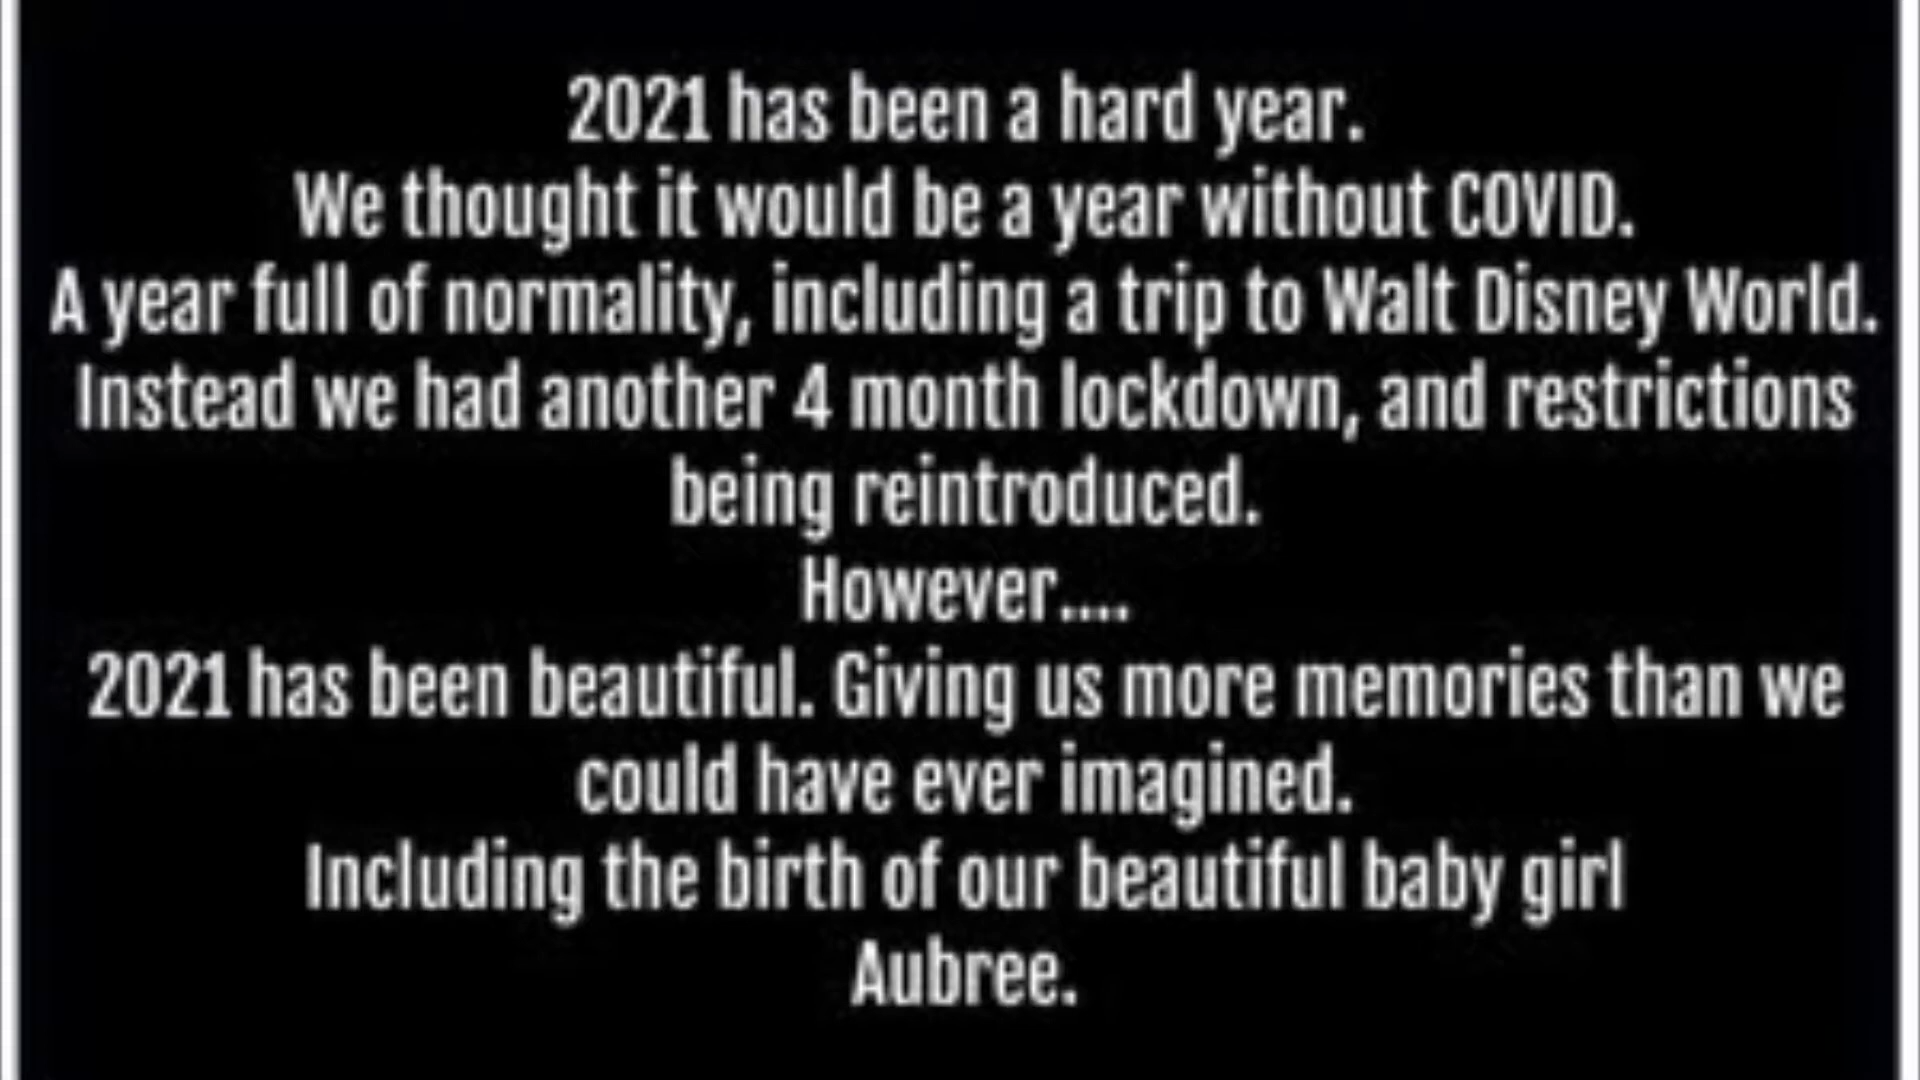 2021 has been a hard year.
We thought it would be a year without COVID.
A year full of normality, including a trip to Walt Disney World.
Instead we had another 4 month lockdown, and restrictions
being reintroduced.
However....
2021 has been beautiful. Giving us more memories than we
could have ever imagined.
Including the birth of our beautiful baby girl
Aubree.